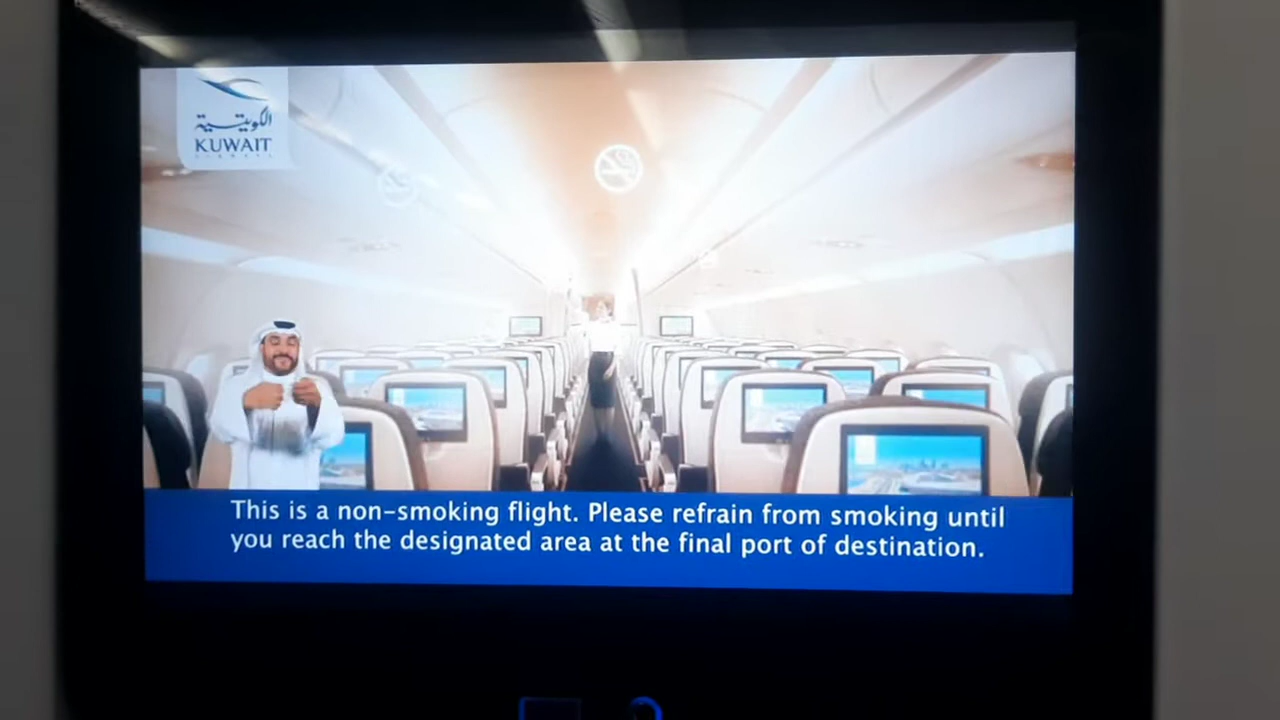 الكويتية
KUWAIT
AIRWAYS
This is a non-smoking flight. Please refrain from smoking until
you reach the designated area at the final port of destination.